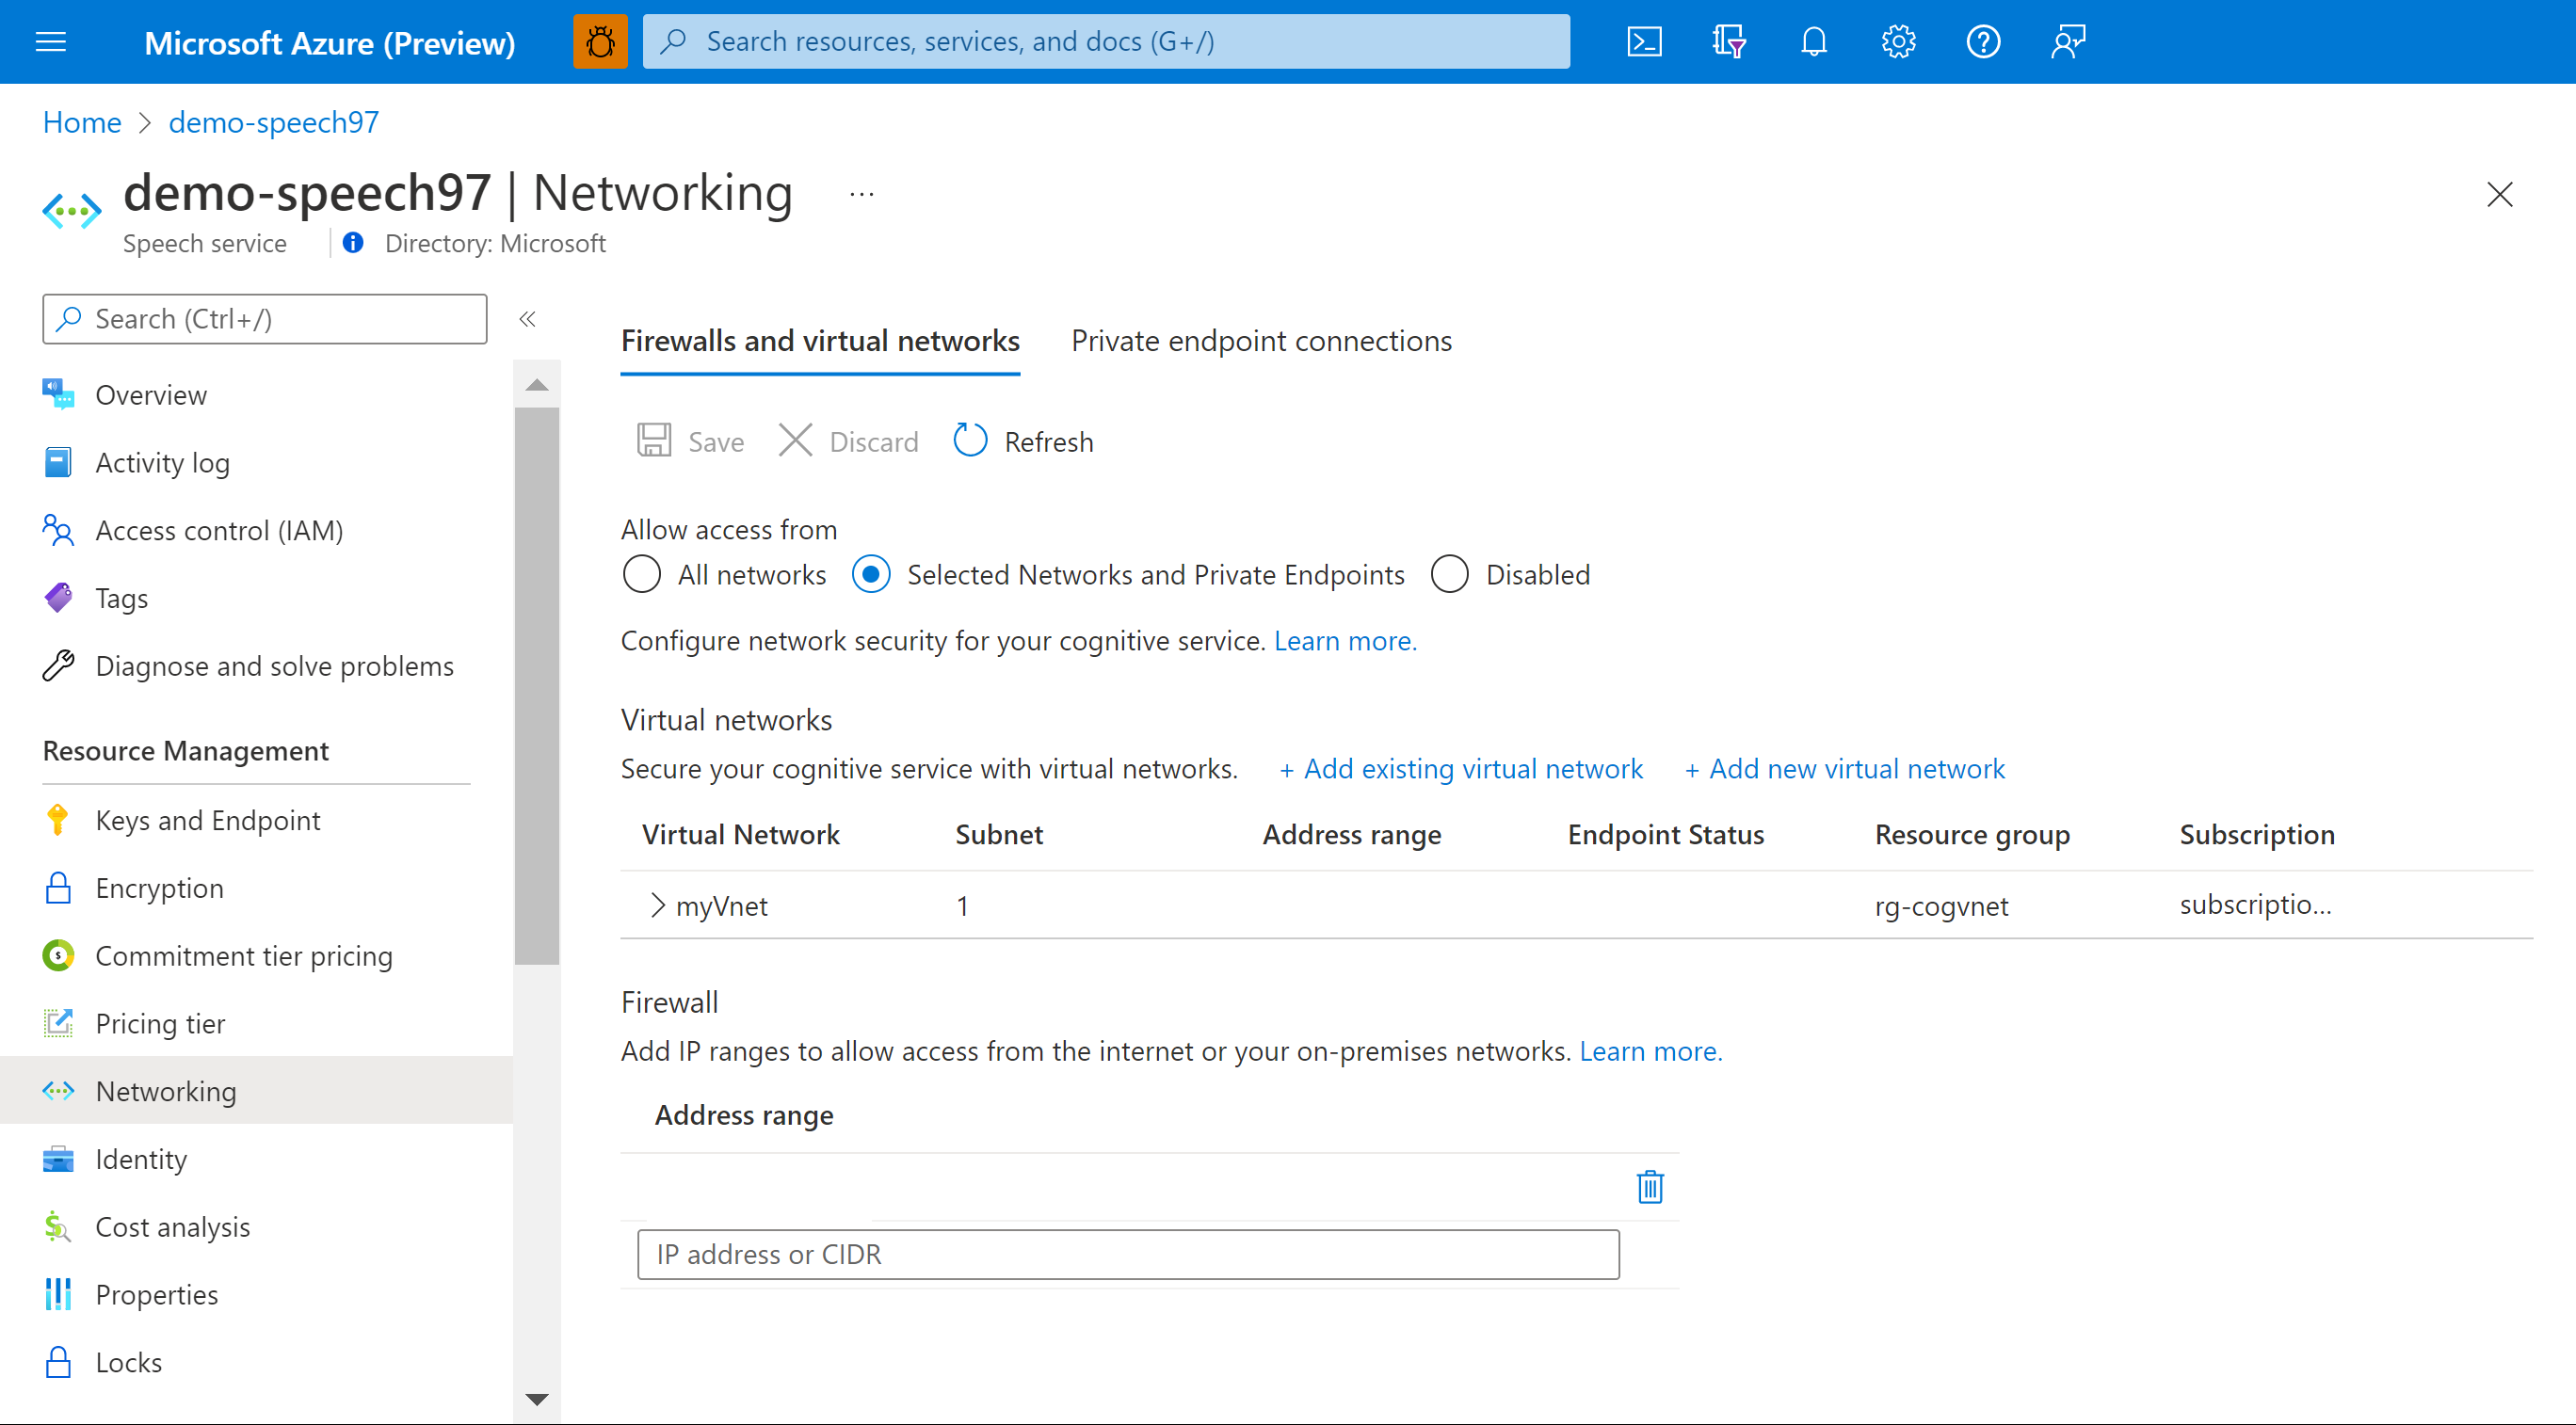 Microsoft Azure (Preview)
Search resources, services, and docs (G+/)
Home > demo-speech97
demo-speech97 | Networking ...
Speech service
Directory: Microsoft
Search (Ctrl+/)
Overview
Activity log
Access control (IAM)
Tags
Diagnose and solve problems
Resource Management
Keys and Endpoint
Encryption
Commitment tier pricing
Pricing tier
Networking
Identity
Cost analysis
Properties
Locks
Firewalls and virtual networks
Private endpoint connections
Save
Discard
Refresh
Allow access from
All networks
Selected Networks and Private Endpoints
Disabled
Configure network security for your cognitive service. Learn more.
Virtual networks
Secure your cognitive service with virtual networks. + Add existing virtual network + Add new virtual network
Virtual Network Subnet Address range Endpoint Status Resource group Subscription
myVnet 1 rg-cogvnet subscriptio...
Firewall
Add IP ranges to allow access from the internet or your on-premises networks. Learn more.
Address range
IP address or CIDR